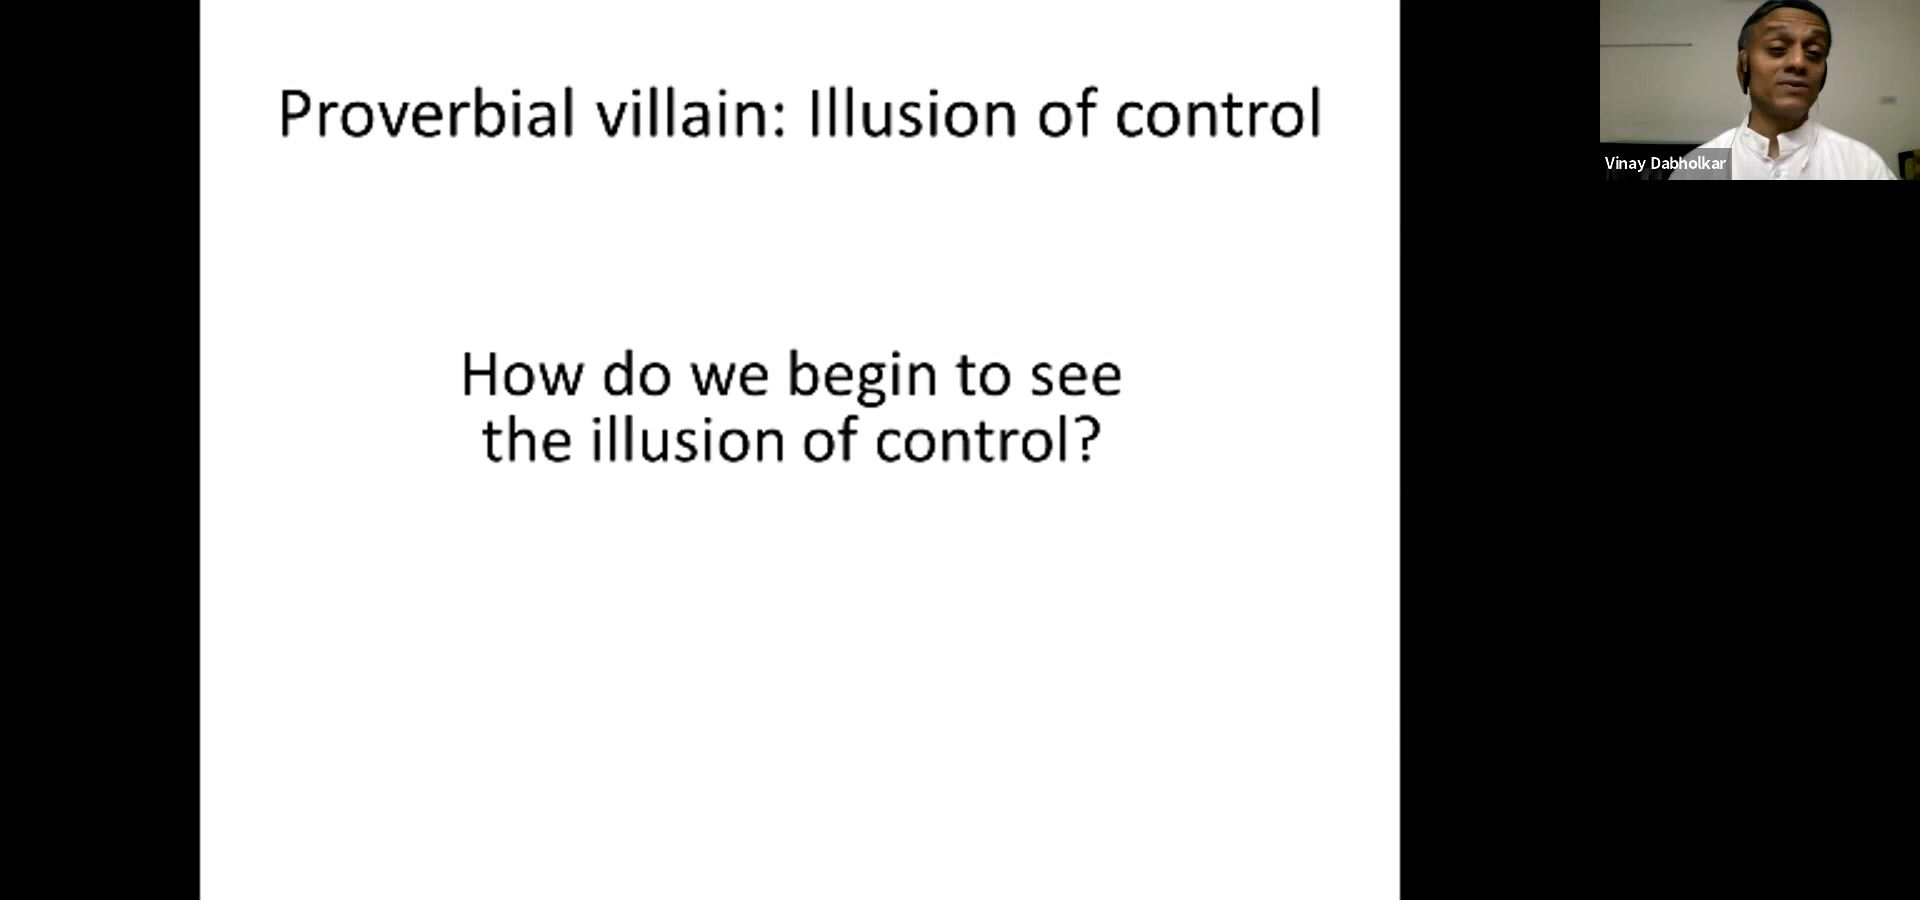 Proverbial villain: Illusion of control
How do we begin to see
the illusion of control?
Vinay Dabholkar